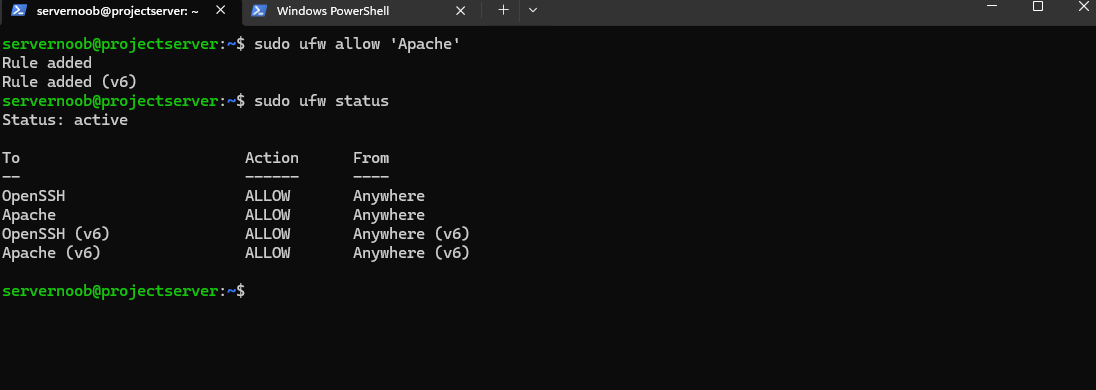 servernoob@projectserver: ~ Windows PowerShell
servernoob@projectserver:~$ sudo ufw allow 'Apache'
Rule added
Rule added (v6)
servernoob@projectserver:~$ sudo ufw status
Status: active
To Action From
-- ------ ----
OpenSSH ALLOW Anywhere
Apache ALLOW Anywhere
OpenSSH (v6) ALLOW Anywhere (v6)
Apache (v6) ALLOW Anywhere (v6)
servernoob@projectserver:~$